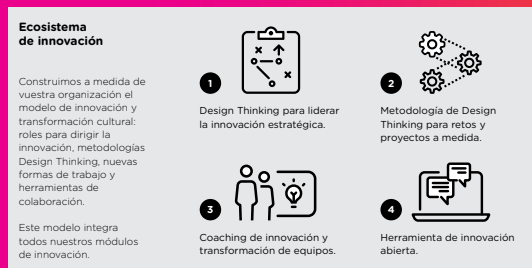 Ecosistema
de innovación
Construimos a medida de
vuestra organización el
modelo de innovación y
transformación cultural:
roles para dirigir la
innovación, metodologías
Design Thinking, nuevas
formas de trabajo y
herramientas de
colaboración.
Este modelo integra
todos nuestros módulos
de innovación.
1
Design Thinking para liderar
la innovación estratégica.
2
Metodología de Design
Thinking para retos y
proyectos a medida.
3
Coaching de innovación y
transformación de equipos.
4
Herramienta de innovación
abierta.